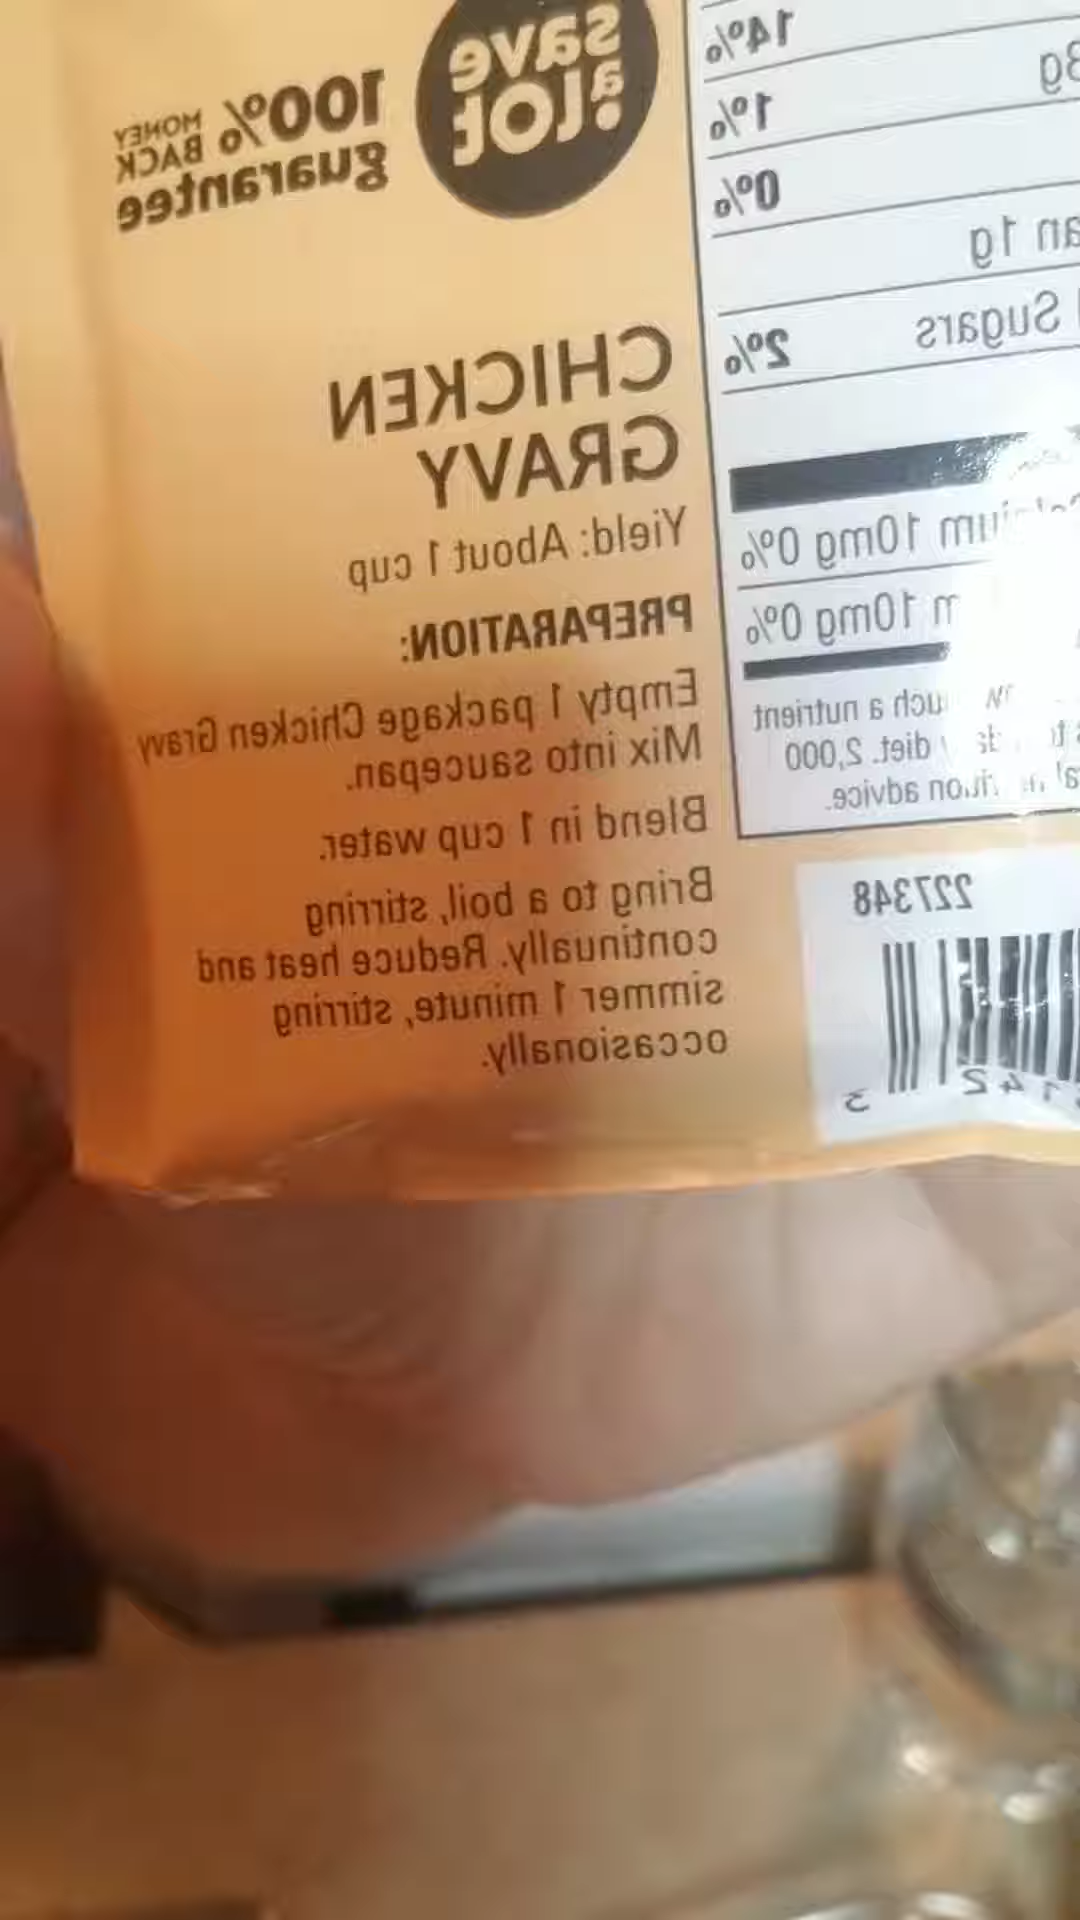 save
a lot
100% MONEY
BACK
guarantee
CHICKEN
GRAVY
Yield: About 1 cup
PREPARATION:
Empty 1 package Chicken Gravy
Mix into saucepan.
Blend in 1 cup water.
Bring to a boil, stirring
continually. Reduce heat and
simmer 1 minute, stirring
occasionally.
14%
3g
1%
0%
1g
Sugars 2%
10mg 0%
10mg 0%
a nutrient
diet. 2,000
advice.
227348
3